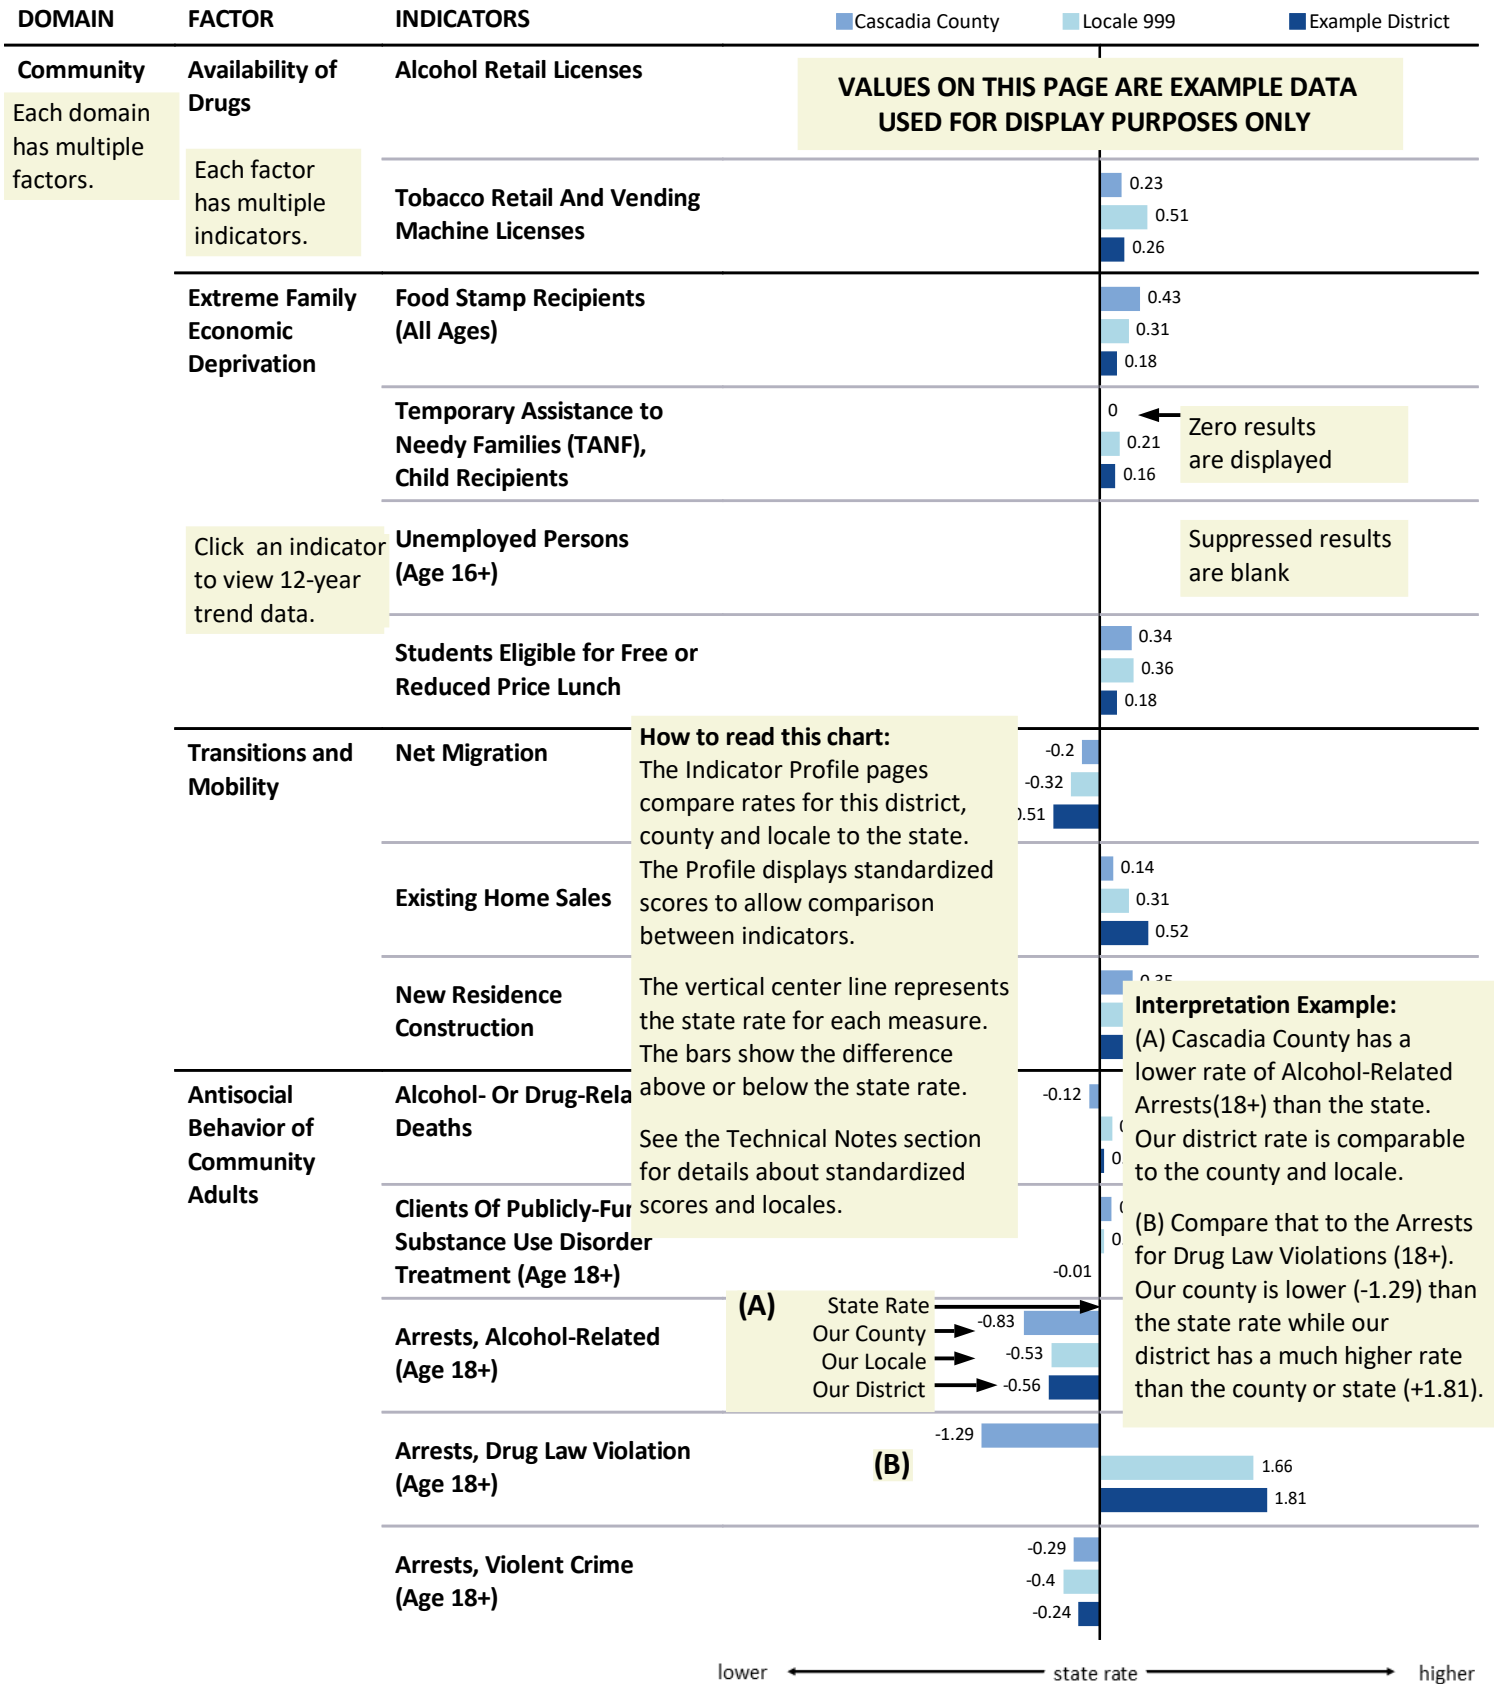 DOMAIN FACTOR INDICATORS Cascadia County Locale 999 Example District
Community Availability of Drugs Alcohol Retail Licenses
VALUES ON THIS PAGE ARE EXAMPLE DATA
USED FOR DISPLAY PURPOSES ONLY
Each domain
has multiple
factors.
Each factor
has multiple
indicators.
Tobacco Retail And Vending
Machine Licenses
0.23
0.51
0.26
Extreme Family
Economic
Deprivation
Food Stamp Recipients
(All Ages)
0.43
0.31
0.18
Temporary Assistance to
Needy Families (TANF),
Child Recipients
0
0.21
0.16
Zero results
are displayed
Click an indicator
to view 12-year
trend data.
Unemployed Persons
(Age 16+)
Suppressed results
are blank
Students Eligible for Free or
Reduced Price Lunch
0.34
0.36
0.18
Transitions and
Mobility
Net Migration
-0.2
-0.32
.51
How to read this chart:
The Indicator Profile pages
compare rates for this district,
county and locale to the state.
The Profile displays standardized
scores to allow comparison
between indicators.
The vertical center line represents
the state rate for each measure.
The bars show the difference
above or below the state rate.
See the Technical Notes section
for details about standardized
scores and locales.
Existing Home Sales
0.14
0.31
0.52
New Residence
Construction
Interpretation Example:
(A) Cascadia County has a
lower rate of Alcohol-Related
Arrests(18+) than the state.
Our district rate is comparable
to the county and locale.
(B) Compare that to the Arrests
for Drug Law Violations (18+).
Our county is lower (-1.29) than
the state rate while our
district has a much higher rate
than the county or state (+1.81).
Antisocial
Behavior of
Community
Adults
Alcohol- Or Drug-Rela
Deaths
-0.12
0.
Clients Of Publicly-Fu
Substance Use Disorder
Treatment (Age 18+)
0.
-0.01
Arrests, Alcohol-Related
(Age 18+)
(A) State Rate
Our County -0.83
Our Locale -0.53
Our District -0.56
Arrests, Drug Law Violation
(Age 18+)
(B)
-1.29
1.66
1.81
Arrests, Violent Crime
(Age 18+)
-0.29
-0.4
-0.24
lower state rate higher